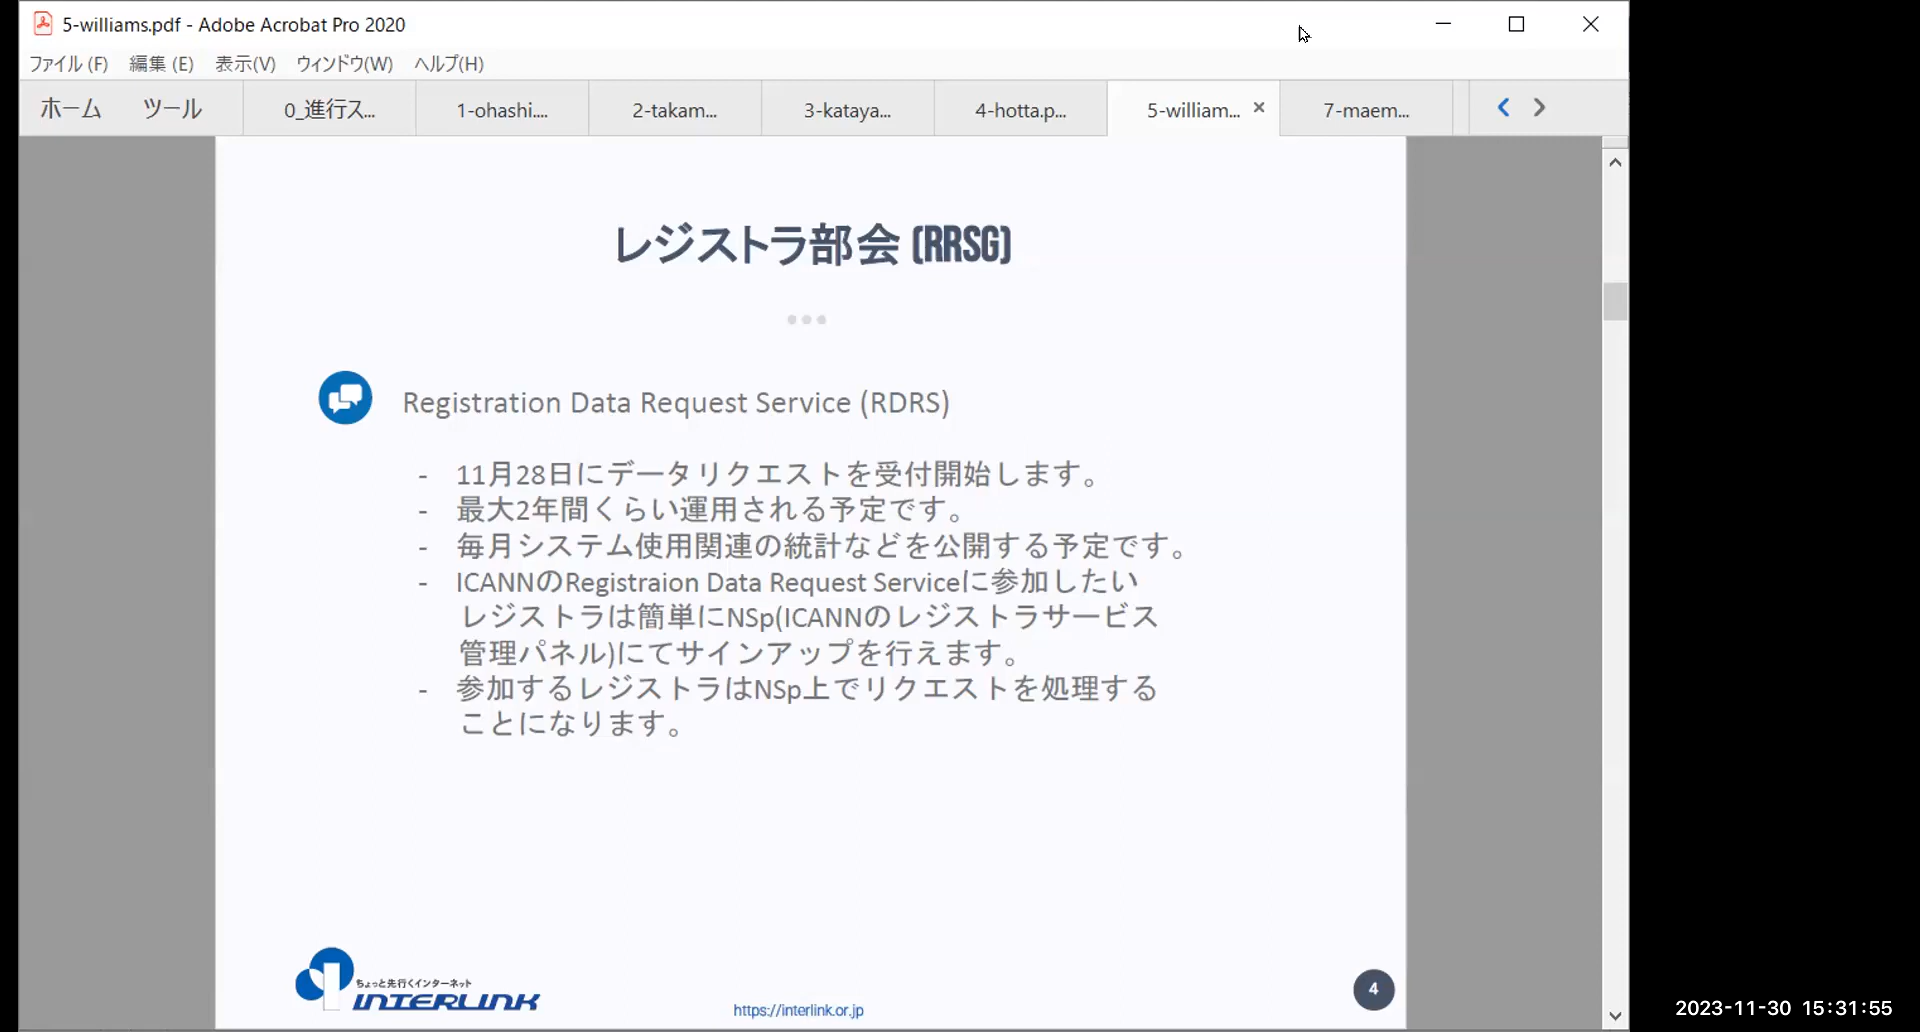 5-williams.pdf - Adobe Acrobat Pro 2020
ファイル (F) 編集 (E) 表示(V) ウィンドウ(W) ヘルプ(H)
ホーム ツール 0_進行ス... 1-ohashi.... 2-takam... 3-kataya... 4-hotta.p... 5-william... 7-maem...
レジストラ部会 (RRSG)
Registration Data Request Service (RDRS)
- 11月28日にデータリクエストを受付開始します。
- 最大2年間くらい運用される予定です。
- 毎月システム使用関連の統計などを公開する予定です。
- ICANNのRegistraion Data Request Serviceに参加したい
レジストラは簡単にNSp(ICANNのレジストラサービス
管理パネル)にてサインアップを行えます。
- 参加するレジストラはNSp上でリクエストを処理する
ことになります。
ちょっと先行くインターネット
INTERLINK
https://interlink.or.jp
4
2023-11-30 15:31:55